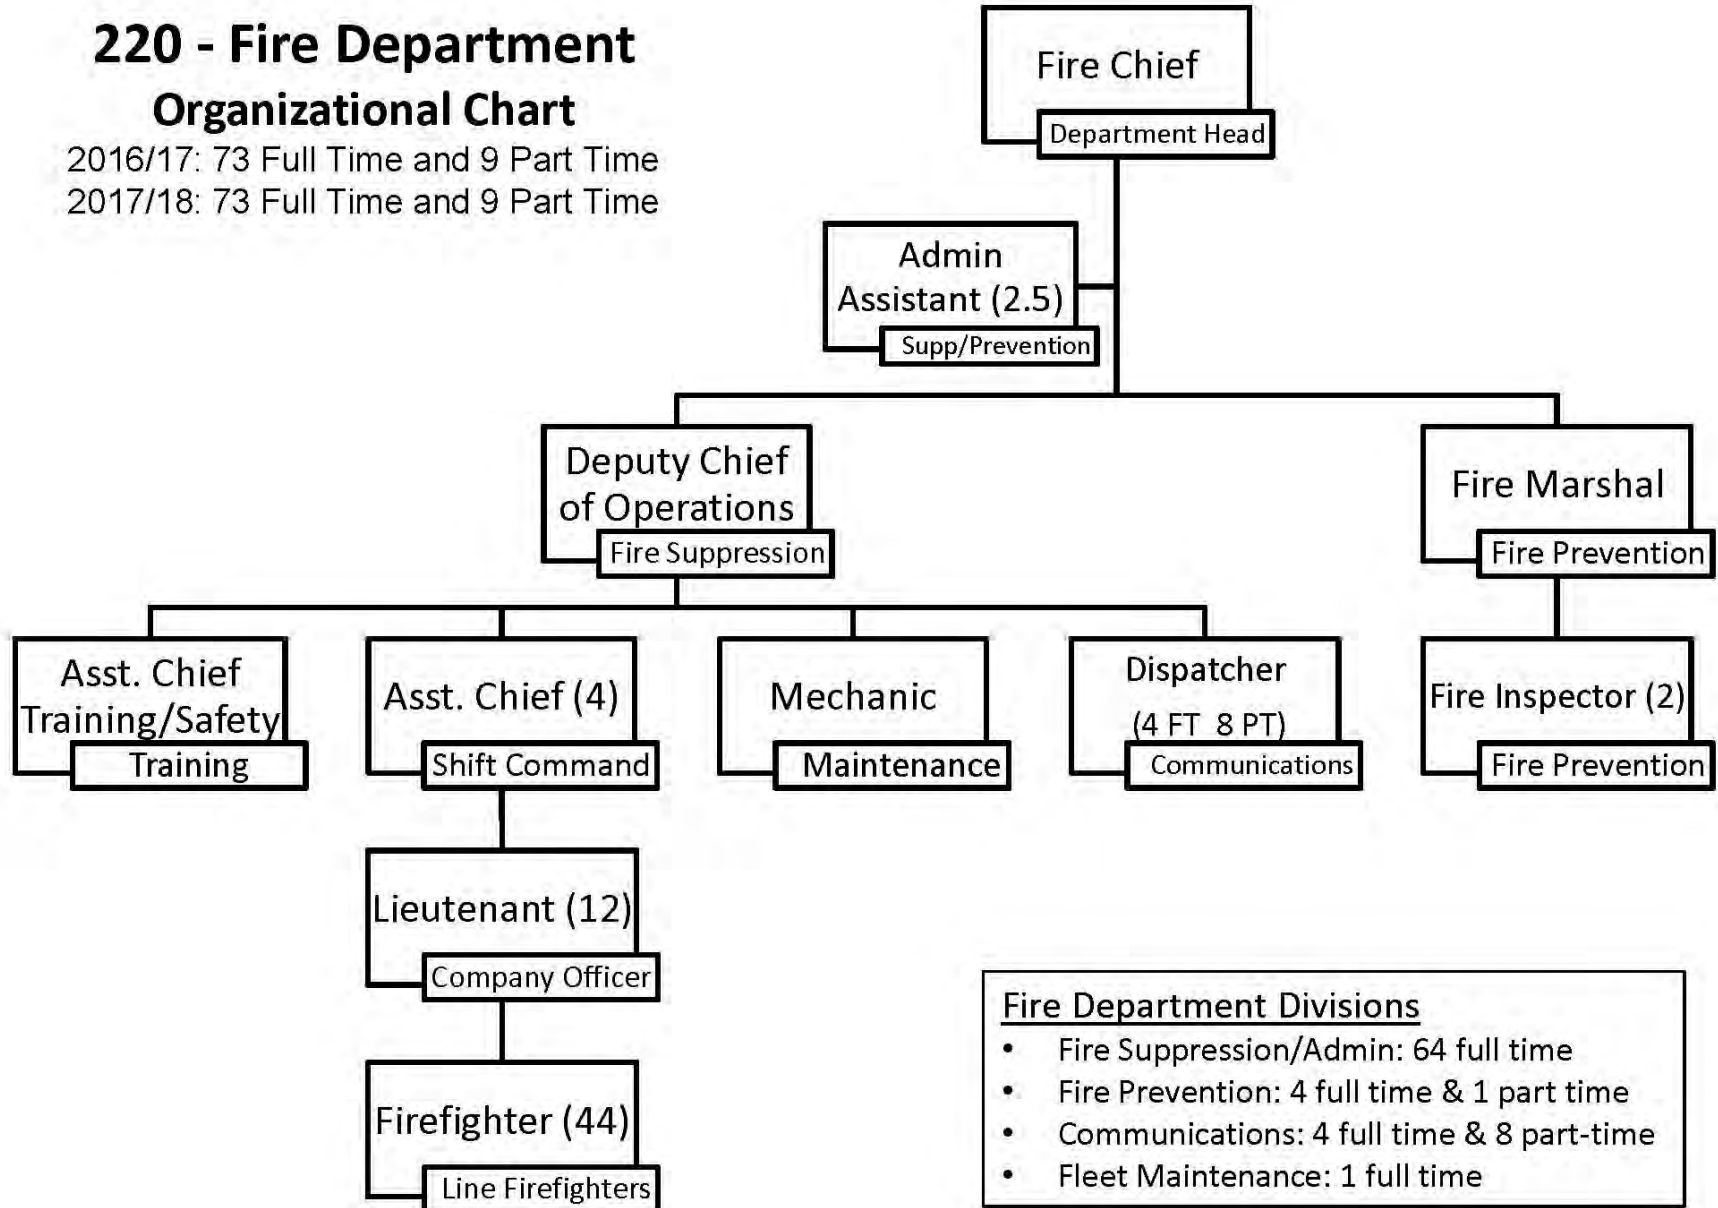 220 - Fire Department
Organizational Chart
2016/17: 73 Full Time and 9 Part Time
2017/18: 73 Full Time and 9 Part Time
Fire Chief
Department Head
Admin
Assistant (2.5)
Supp/Prevention
Deputy Chief
of Operations
Fire Suppression
Fire Marshal
Fire Prevention
Asst. Chief
Training/Safety
Training
Asst. Chief (4)
Shift Command
Mechanic
Maintenance
Dispatcher
(4 FT 8 PT)
Communications
Fire Inspector (2)
Fire Prevention
Lieutenant (12)
Company Officer
Firefighter (44)
Line Firefighters
Fire Department Divisions
• Fire Suppression/Admin: 64 full time
• Fire Prevention: 4 full time & 1 part time
• Communications: 4 full time & 8 part-time
• Fleet Maintenance: 1 full time